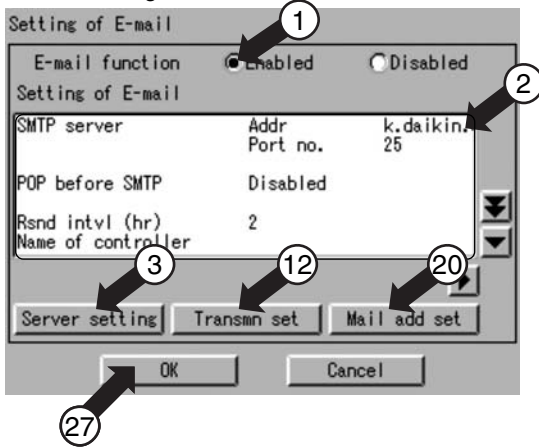 Setting of E-mail
1
E-mail function Enabled Disabled
2
Setting of E-mail
SMTP server Addr k.daikin.
Port no. 25
POP before SMTP Disabled
Rsnd intvl (hr) 2
Name of controller
3 12 20
Server setting Transmn set Mail add set
OK Cancel
27